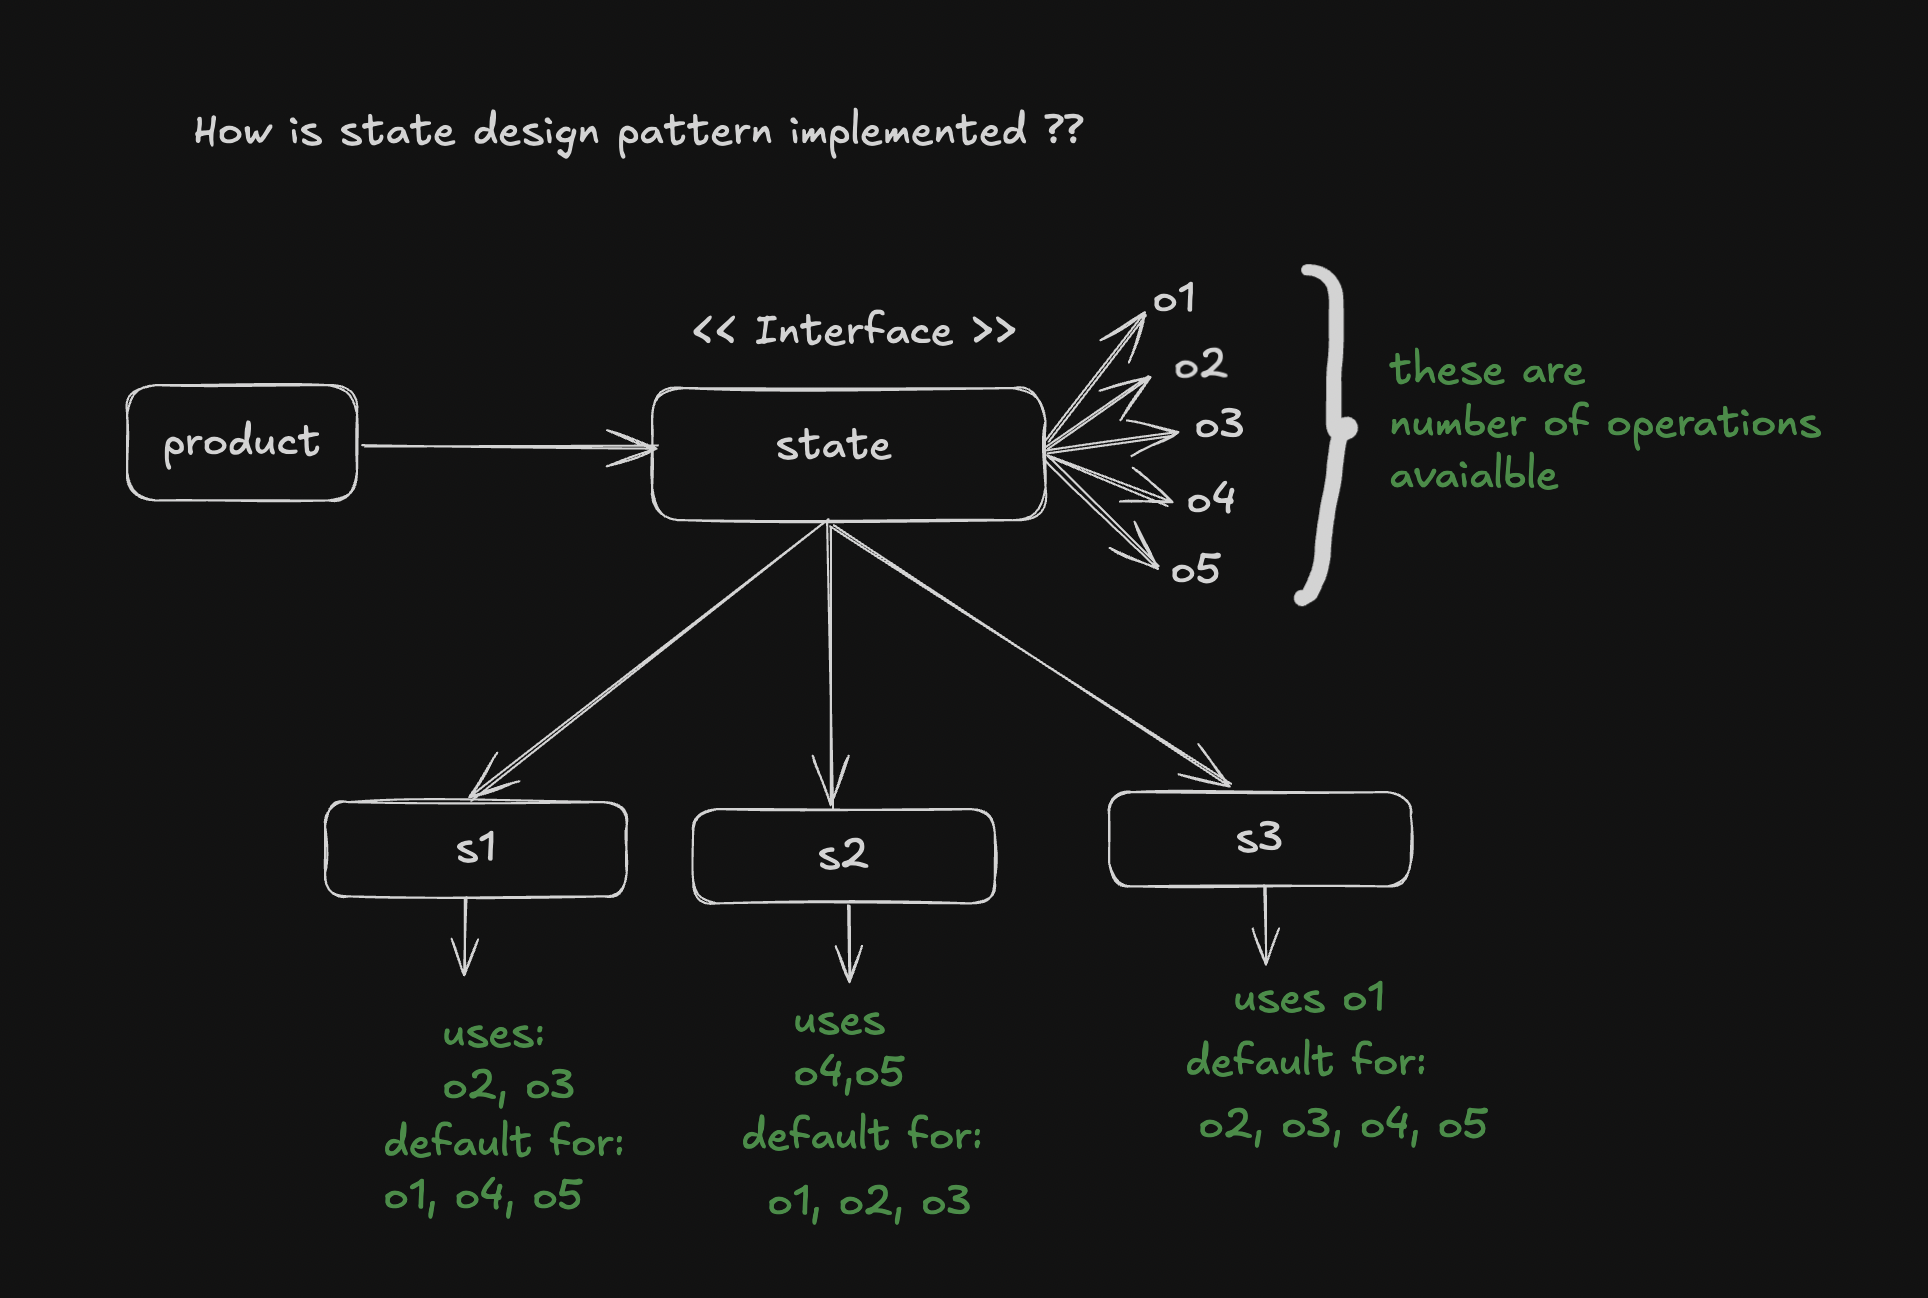 How is state design pattern implemented ??
<< Interface >>
product
state
o1
o2
o3
o4
o5
these are
number of operations
avaialble
s1
s2
s3
uses:
o2, o3
default for:
o1, o4, o5
uses
o4,o5
default for:
o1, o2, o3
uses o1
default for:
o2, o3, o4, o5